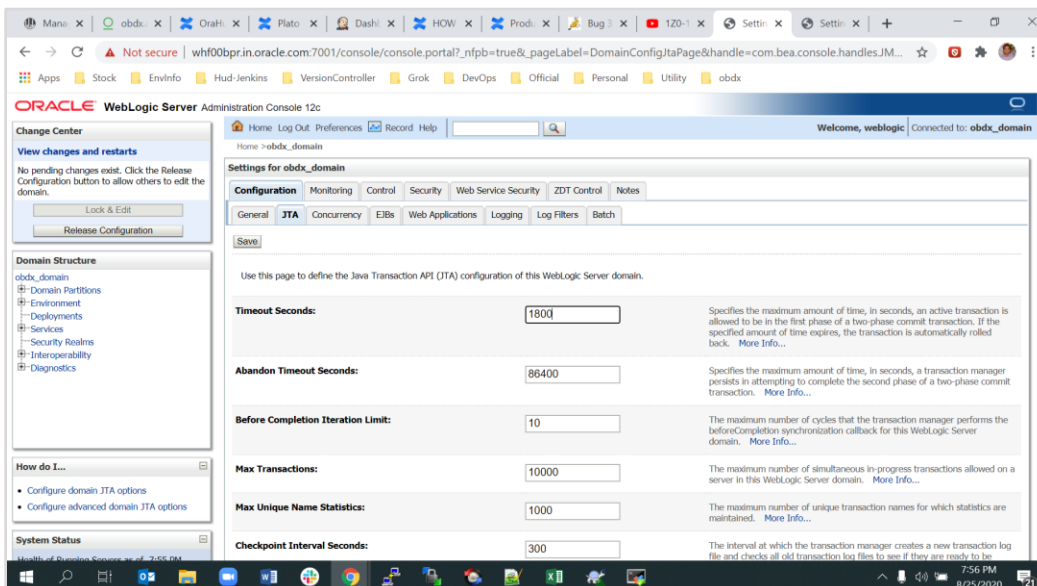 Mana
obdx.
OraH
Plato
Dashl
HOW
Produ
Bug 3
1Z0-1
Settin
Settin
Not secure
whf00bpr.in.oracle.com:7001/console/console.portal?_nfpb=true&_pageLabel=DomainConfigJtaPage&handle=com.bea.console.handles.JM...
Apps Stock EnvInfo Hud-Jenkins VersionController Grok DevOps Official Personal Utility obdx
ORACLE WebLogic Server Administration Console 12c
Change Center
View changes and restarts
No pending changes exist. Click the Release
Configuration button to allow others to edit the
domain.
Lock & Edit
Release Configuration
Domain Structure
obdx_domain
Domain Partitions
Environment
Deployments
Services
Security Realms
Interoperability
Diagnostics
How do I...
Configure domain JTA options
Configure advanced domain JTA options
System Status
Health of Running Servers as of 7:55 PM
Home Log Out Preferences Record Help
Welcome, weblogic Connected to: obdx_domain
Home >obdx_domain
Settings for obdx_domain
Configuration Monitoring Control Security Web Service Security ZDT Control Notes
General JTA Concurrency EJBs Web Applications Logging Log Filters Batch
Save
Use this page to define the Java Transaction API (JTA) configuration of this WebLogic Server domain.
Timeout Seconds:
1800
Specifies the maximum amount of time, in seconds, an active transaction is
allowed to be in the first phase of a two-phase commit transaction. If the
specified amount of time expires, the transaction is automatically rolled
back. More Info...
Abandon Timeout Seconds:
86400
Specifies the maximum amount of time, in seconds, a transaction manager
persists in attempting to complete the second phase of a two-phase commit
transaction. More Info...
Before Completion Iteration Limit:
10
The maximum number of cycles that the transaction manager performs the
beforeCompletion synchronization callback for this WebLogic Server
domain. More Info...
Max Transactions:
10000
The maximum number of simultaneous in-progress transactions allowed on a
server in this WebLogic Server domain. More Info...
Max Unique Name Statistics:
1000
The maximum number of unique transaction names for which statistics are
maintained. More Info...
Checkpoint Interval Seconds:
300
The interval at which the transaction manager creates a new transaction log
file and checks all old transaction log files to see if they are ready to be
7:56 PM
8/25/2020
21